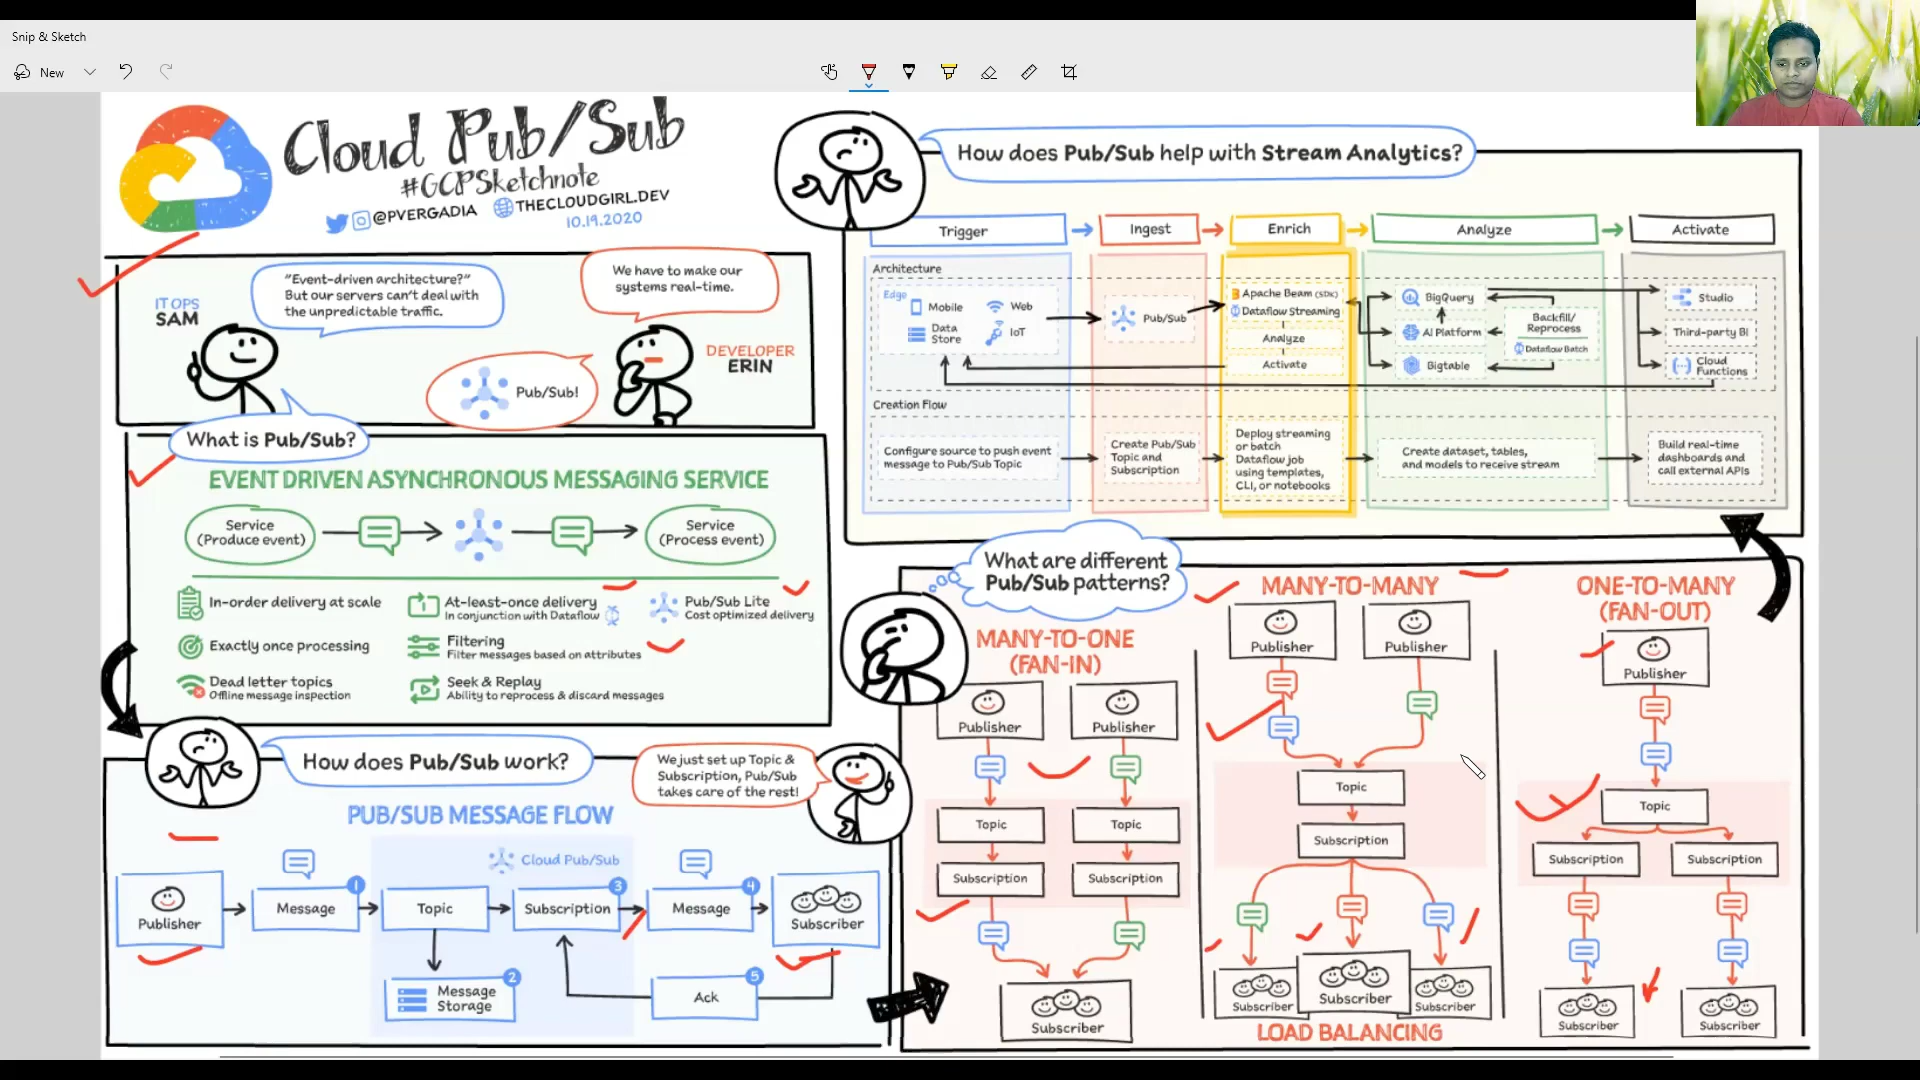 Snip & Sketch
New
Cloud Pub/Sub
#GCPSketchnote
@PVERGADIA THECLOUDGIRL.DEV
10.19.2020
IT OPS
SAM
"Event-driven architecture?"
But our servers can't deal with
the unpredictable traffic.
We have to make our
systems real-time.
Pub/Sub!
DEVELOPER
ERIN
What is Pub/Sub?
EVENT DRIVEN ASYNCHRONOUS MESSAGING SERVICE
Service
(Produce event)
Service
(Process event)
In-order delivery at scale
At-least-once delivery
In conjunction with Dataflow
Pub/Sub Lite
Cost optimized delivery
Exactly once processing
Filtering
Filter messages based on attributes
Dead letter topics
Offline message inspection
Seek & Replay
Ability to reprocess & discard messages
How does Pub/Sub work?
We just set up Topic &
Subscription, Pub/Sub
takes care of the rest!
PUB/SUB MESSAGE FLOW
Cloud Pub/Sub
Publisher
1
Message
Topic
3
Subscription
4
Message
Subscriber
2
Message
Storage
5
Ack
How does Pub/Sub help with Stream Analytics?
Trigger
Ingest
Enrich
Analyze
Activate
Architecture
Edge
Mobile
Web
Data
Store
IoT
Pub/Sub
Apache Beam (SDK)
Dataflow Streaming
Analyze
Activate
BigQuery
AI Platform
Bigtable
Backfill/
Reprocess
Dataflow Batch
Studio
Third-party BI
Cloud
Functions
Creation Flow
Configure source to push event
message to Pub/Sub Topic
Create Pub/Sub
Topic and
Subscription
Deploy streaming
or batch
Dataflow job
using templates,
CLI, or notebooks
Create dataset, tables,
and models to receive stream
Build real-time
dashboards and
call external APIs
What are different
Pub/Sub patterns?
MANY-TO-ONE
(FAN-IN)
Publisher
Publisher
Topic
Topic
Subscription
Subscription
Subscriber
MANY-TO-MANY
Publisher
Publisher
Topic
Subscription
Subscriber
Subscriber
Subscriber
LOAD BALANCING
ONE-TO-MANY
(FAN-OUT)
Publisher
Topic
Subscription
Subscription
Subscriber
Subscriber